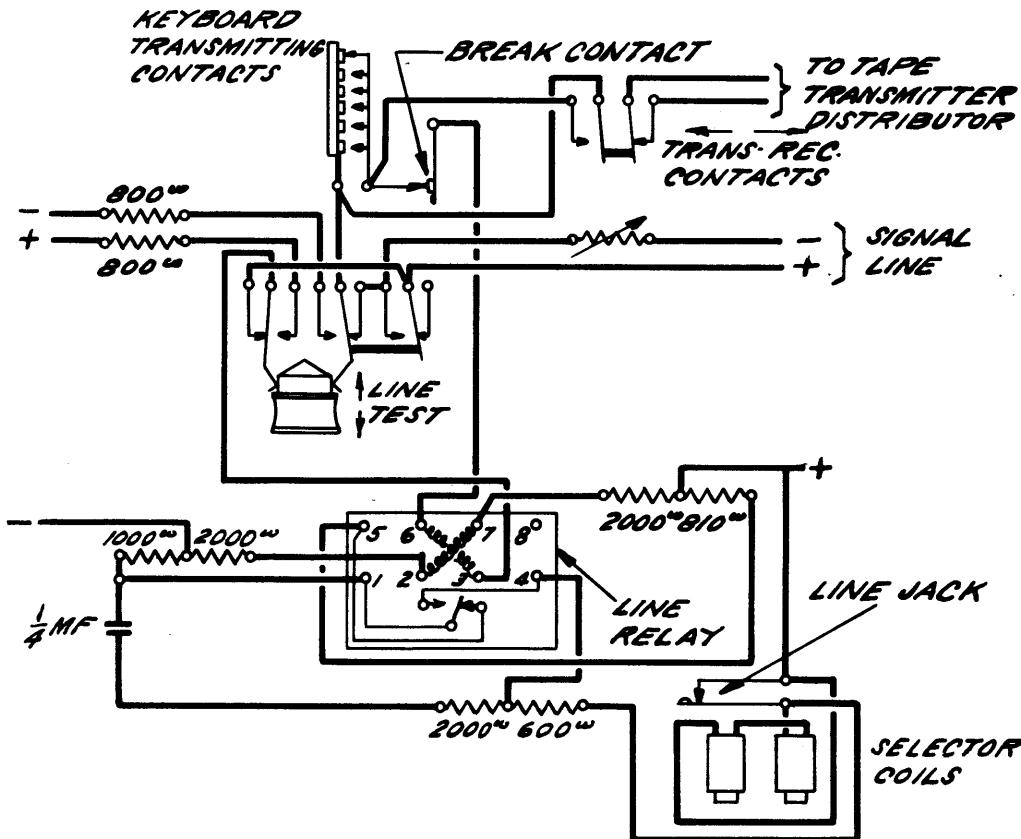 KEYBOARD
TRANSMITTING
CONTACTS
BREAK CONTACT
TO TAPE
TRANSMITTER
DISTRIBUTOR
TRANS-REC.
CONTACTS
800ω
-
+
800ω
-
+
SIGNAL
LINE
LINE
TEST
+
2000ω 810ω
-
1000ω 2000ω
5 6 7 8
1 2 3 4
LINE
RELAY
LINE JACK
1/4 MF
2000ω 600ω
SELECTOR
COILS